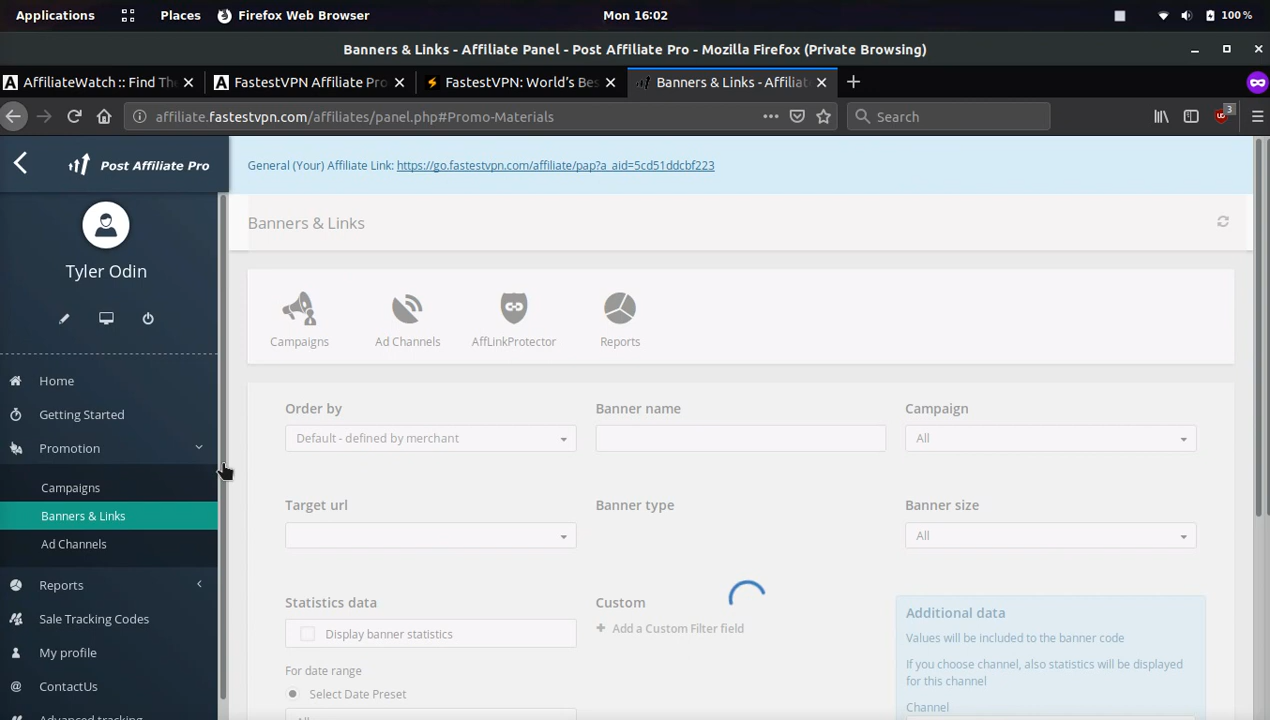 Applications Places Firefox Web Browser Mon 16:02 100 %
Banners & Links - Affiliate Panel - Post Affiliate Pro - Mozilla Firefox (Private Browsing)
AffiliateWatch :: Find The FastestVPN Affiliate Pro FastestVPN: World's Bes Banners & Links - Affiliat
affiliate.fastestvpn.com/affiliates/panel.php#Promo-Materials Search 3
Post Affiliate Pro
General (Your) Affiliate Link: https://go.fastestvpn.com/affiliate/pap?a_aid=5cd51ddcbf223
Banners & Links
Tyler Odin
Campaigns Ad Channels AffLinkProtector Reports
Home
Getting Started
Promotion
Campaigns
Banners & Links
Ad Channels
Reports
Sale Tracking Codes
My profile
ContactUs
Advanced tracking
Order by Banner name Campaign
Default - defined by merchant All
Target url Banner type Banner size
All
Statistics data Custom
Display banner statistics
Add a Custom Filter field
For date range
Select Date Preset
All
Additional data
Values will be included to the banner code
If you choose channel, also statistics will be displayed
for this channel
Channel